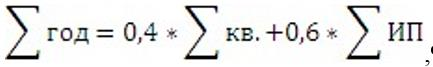 ∑ год = 0,4 * ∑ кв. +0,6 * ∑ ИП ,